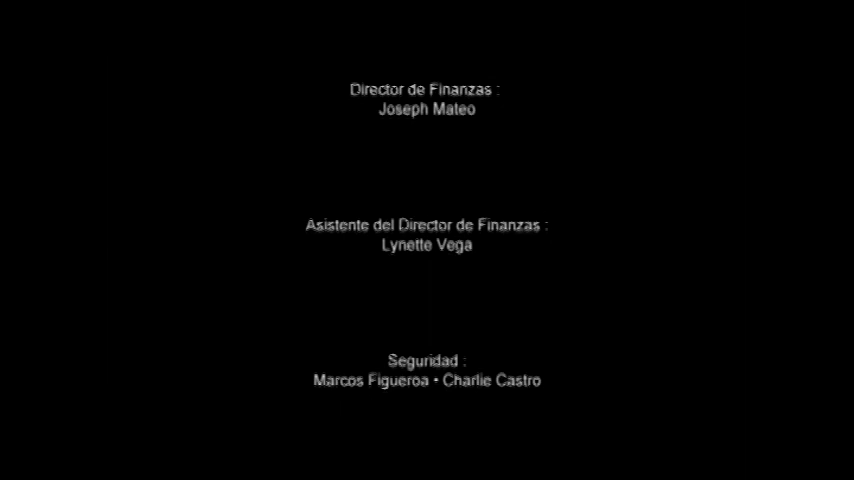 Director de Finanzas :
Joseph Mateo
Asistente del Director de Finanzas :
Lynette Vega
Seguridad :
Marcos Figueroa • Charlie Castro